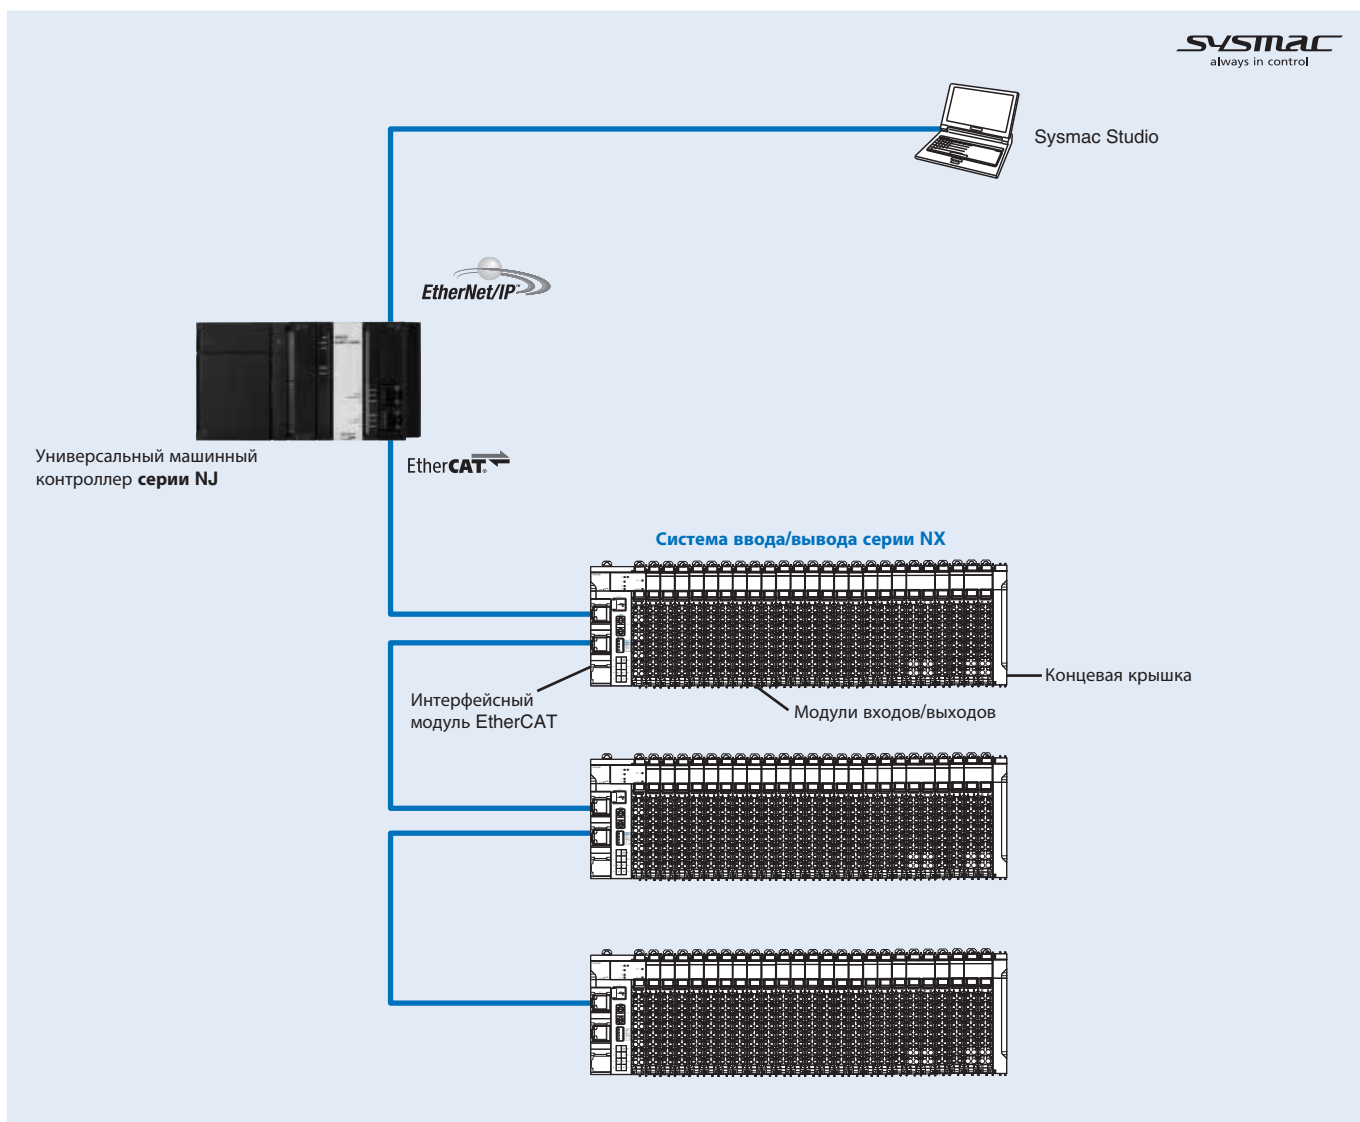 sysmac
always in control
Sysmac Studio
EtherNet/IP™
Универсальный машинный
контроллер серии NJ
EtherCAT®
Система ввода/вывода серии NX
Интерфейсный
модуль EtherCAT
Концевая крышка
Модули входов/выходов